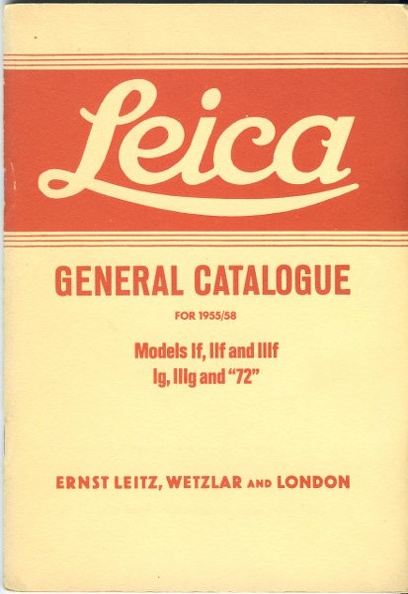 Leica
GENERAL CATALOGUE
FOR 1955/58
Models If, IIf and IIIf
Ig, IIIg and "72"
ERNST LEITZ, WETZLAR AND LONDON